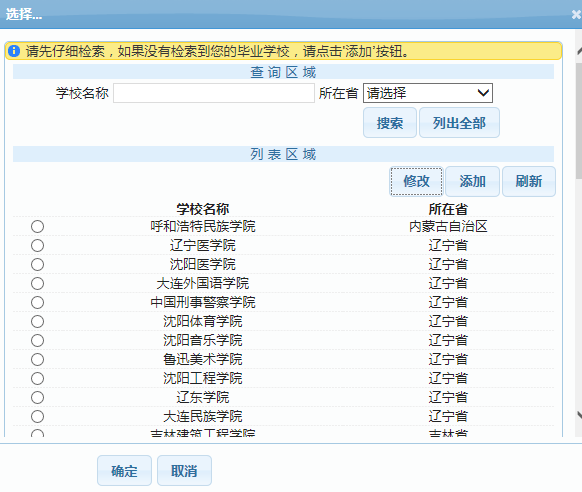 选择...
请先仔细检索，如果没有检索到您的毕业学校，请点击'添加'按钮。
查 询 区 域
学校名称 所在省 请选择
搜索 列出全部
列 表 区 域
修改 添加 刷新
学校名称 所在省
呼和浩特民族学院 内蒙古自治区
辽宁医学院 辽宁省
沈阳医学院 辽宁省
大连外国语学院 辽宁省
中国刑事警察学院 辽宁省
沈阳体育学院 辽宁省
沈阳音乐学院 辽宁省
鲁迅美术学院 辽宁省
沈阳工程学院 辽宁省
辽东学院 辽宁省
大连民族学院 辽宁省
吉林建筑工程学院 吉林省
确定 取消